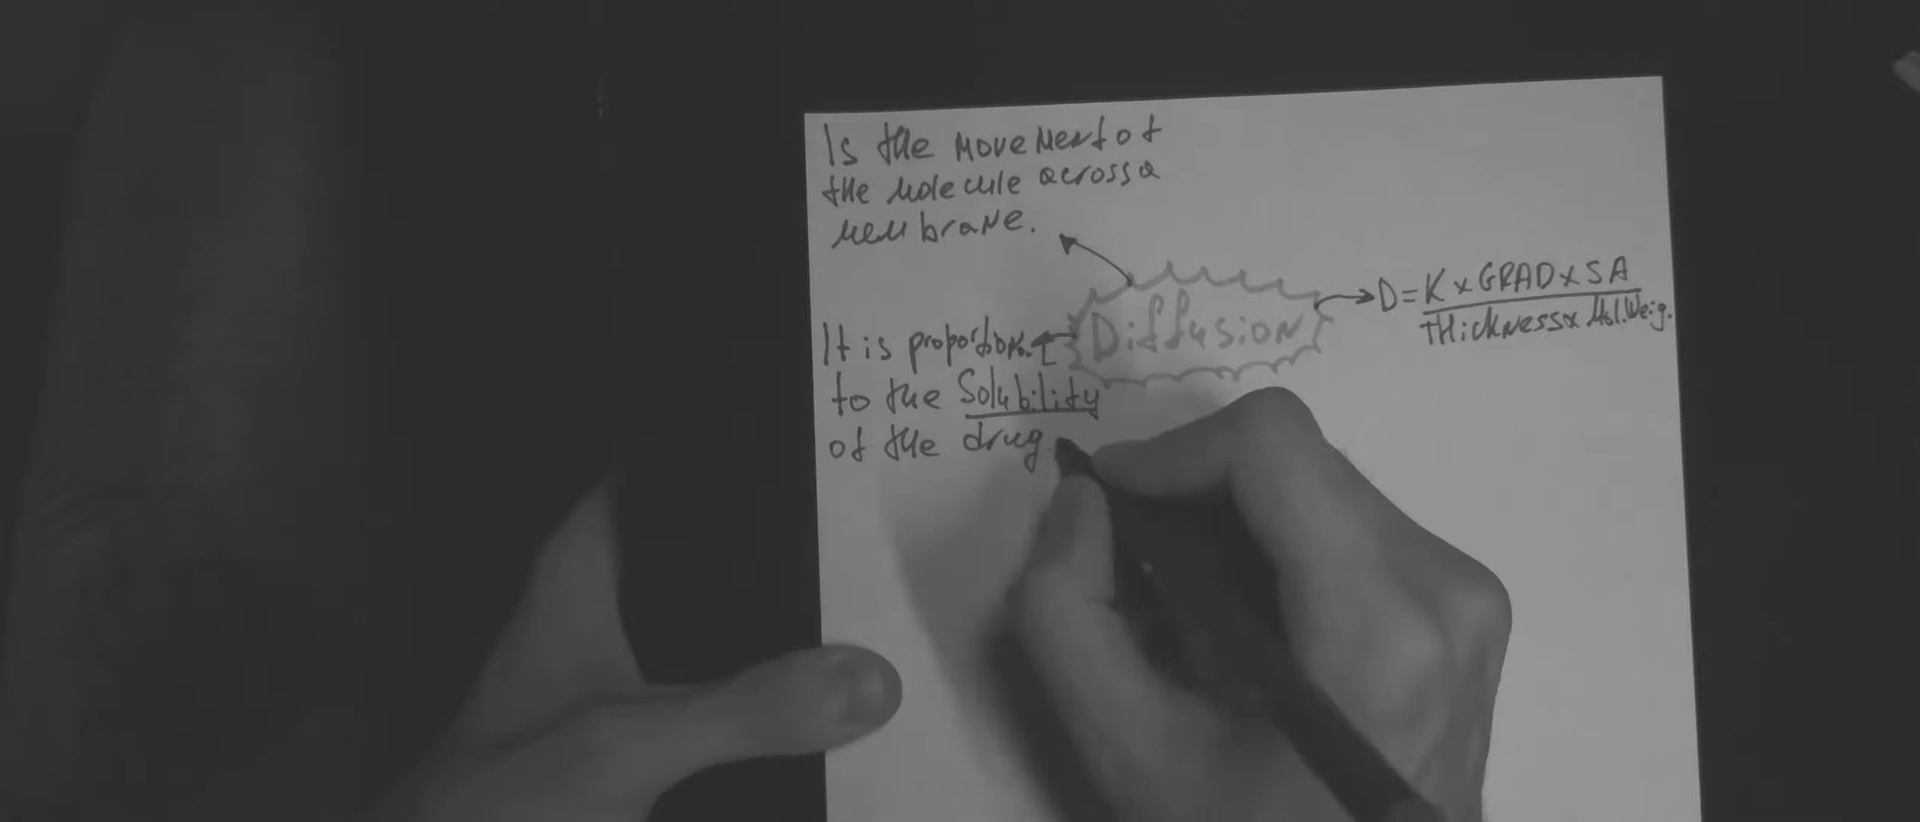 Is the movement of
the molecule across a
membrane.
Diffusion
D = K x GRAD x SA
Thickness x Mol. Weig.
It is proportion.
to the Solubility
of the drug